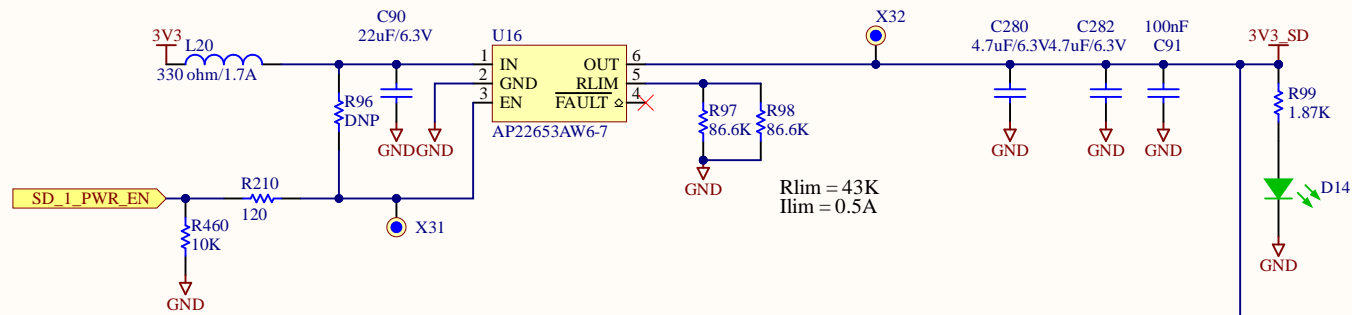 C90
22uF/6.3V
X32
C280
4.7uF/6.3V
C282
4.7uF/6.3V
100nF
C91
3V3_SD
3V3
L20
330 ohm/1.7A
U16
1
IN
2
GND
3
EN
OUT
6
RLIM
5
FAULT
4
AP22653AW6-7
R96
DNP
GND
GND
R97
86.6K
R98
86.6K
GND
GND
GND
GND
R99
1.87K
Rlim = 43K
Ilim = 0.5A
SD_1_PWR_EN
R210
120
X31
R460
10K
GND
D14
GND